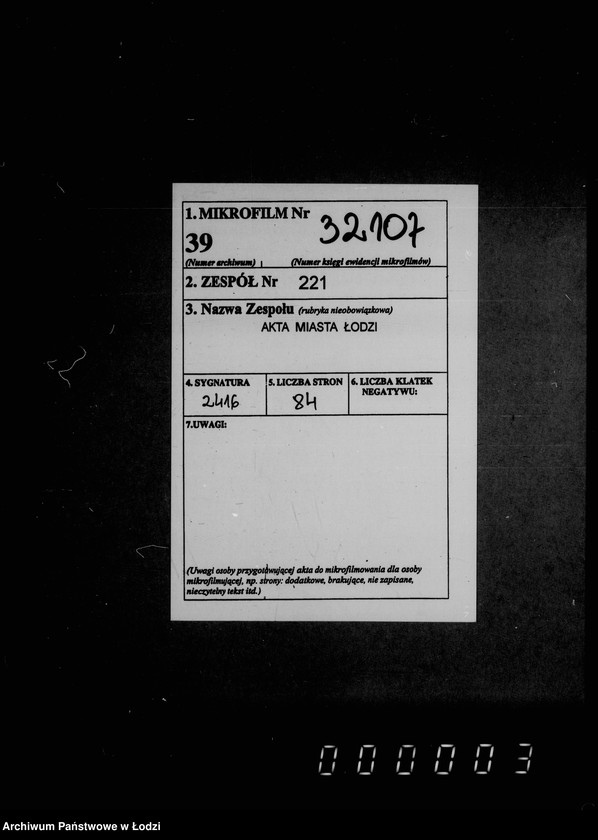 1. MIKROFILM Nr
32107
39
(Numer archiwum) (Numer księgi ewidencji mikrofilmów)
2. ZESPÓŁ Nr 221
3. Nazwa Zespołu (rubryka nieobowiązkowa)
AKTA MIASTA ŁODZI
4. SYGNATURA
2416
5. LICZBA STRON
84
6. LICZBA KLATEK
NEGATYWU:
7.UWAGI:
(Uwagi osoby przygotowującej akta do mikrofilmowania dla osoby
mikrofilmującej, np. strony: dodatkowe, brakujące, nie zapisane,
nieczytelny tekst itd.)
000003
Archiwum Państwowe w Łodzi